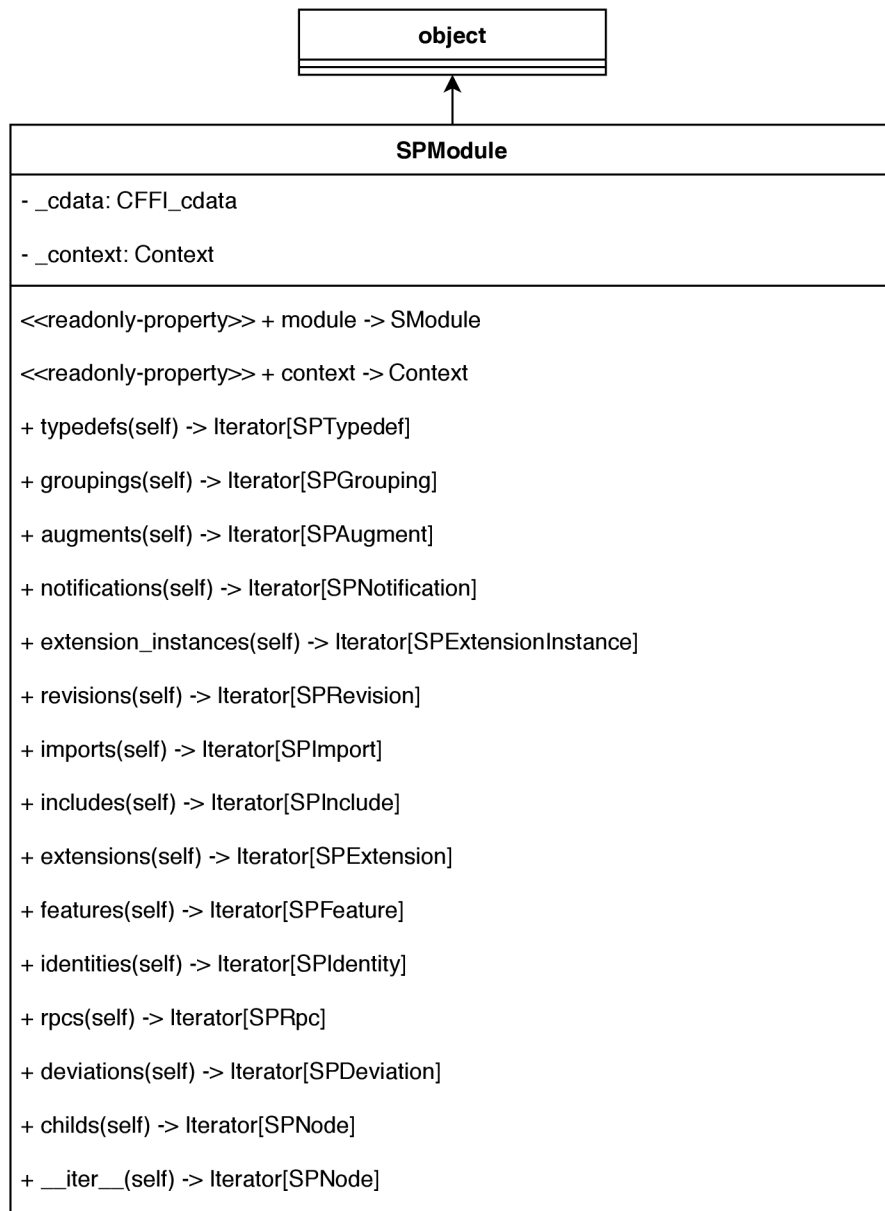 object
SPModule
- _cdata: CFFI_cdata
- _context: Context
<<readonly-property>> + module -> SModule
<<readonly-property>> + context -> Context
+ typedefs(self) -> Iterator[SPTypedef]
+ groupings(self) -> Iterator[SPGrouping]
+ augments(self) -> Iterator[SPAugment]
+ notifications(self) -> Iterator[SPNotification]
+ extension_instances(self) -> Iterator[SPExtensionInstance]
+ revisions(self) -> Iterator[SPRevision]
+ imports(self) -> Iterator[SPImport]
+ includes(self) -> Iterator[SPInclude]
+ extensions(self) -> Iterator[SPExtension]
+ features(self) -> Iterator[SPFeature]
+ identities(self) -> Iterator[SPIdentity]
+ rpcs(self) -> Iterator[SPRpc]
+ deviations(self) -> Iterator[SPDeviation]
+ childs(self) -> Iterator[SPNode]
+ __iter__(self) -> Iterator[SPNode]